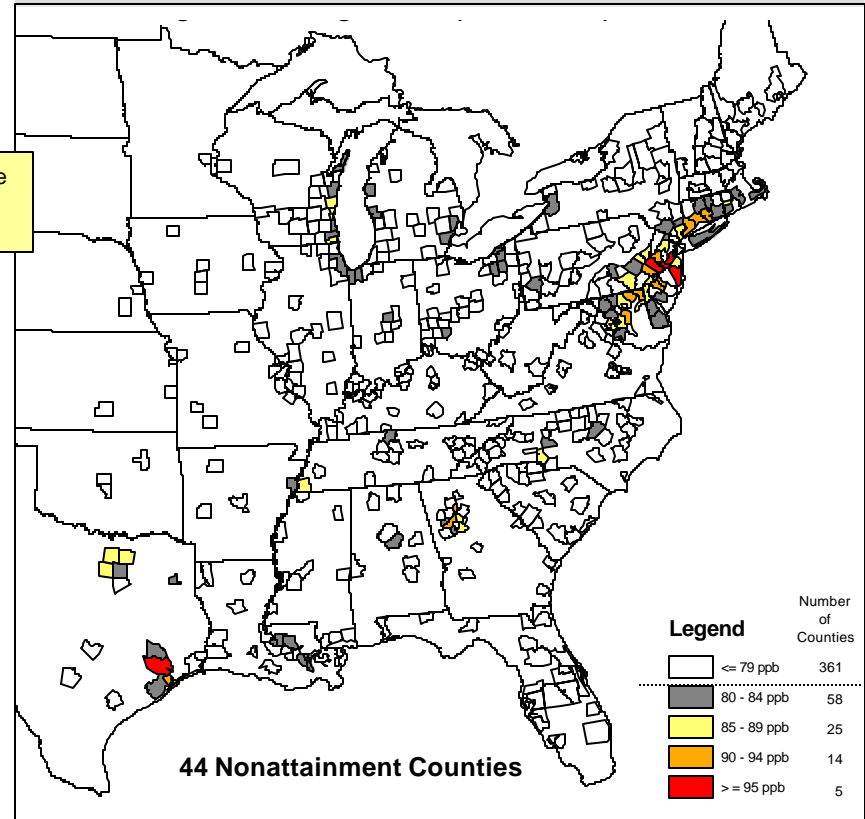 e
Legend
Number
of
Counties
<= 79 ppb 361
80 - 84 ppb 58
85 - 89 ppb 25
90 - 94 ppb 14
> = 95 ppb 5
44 Nonattainment Counties